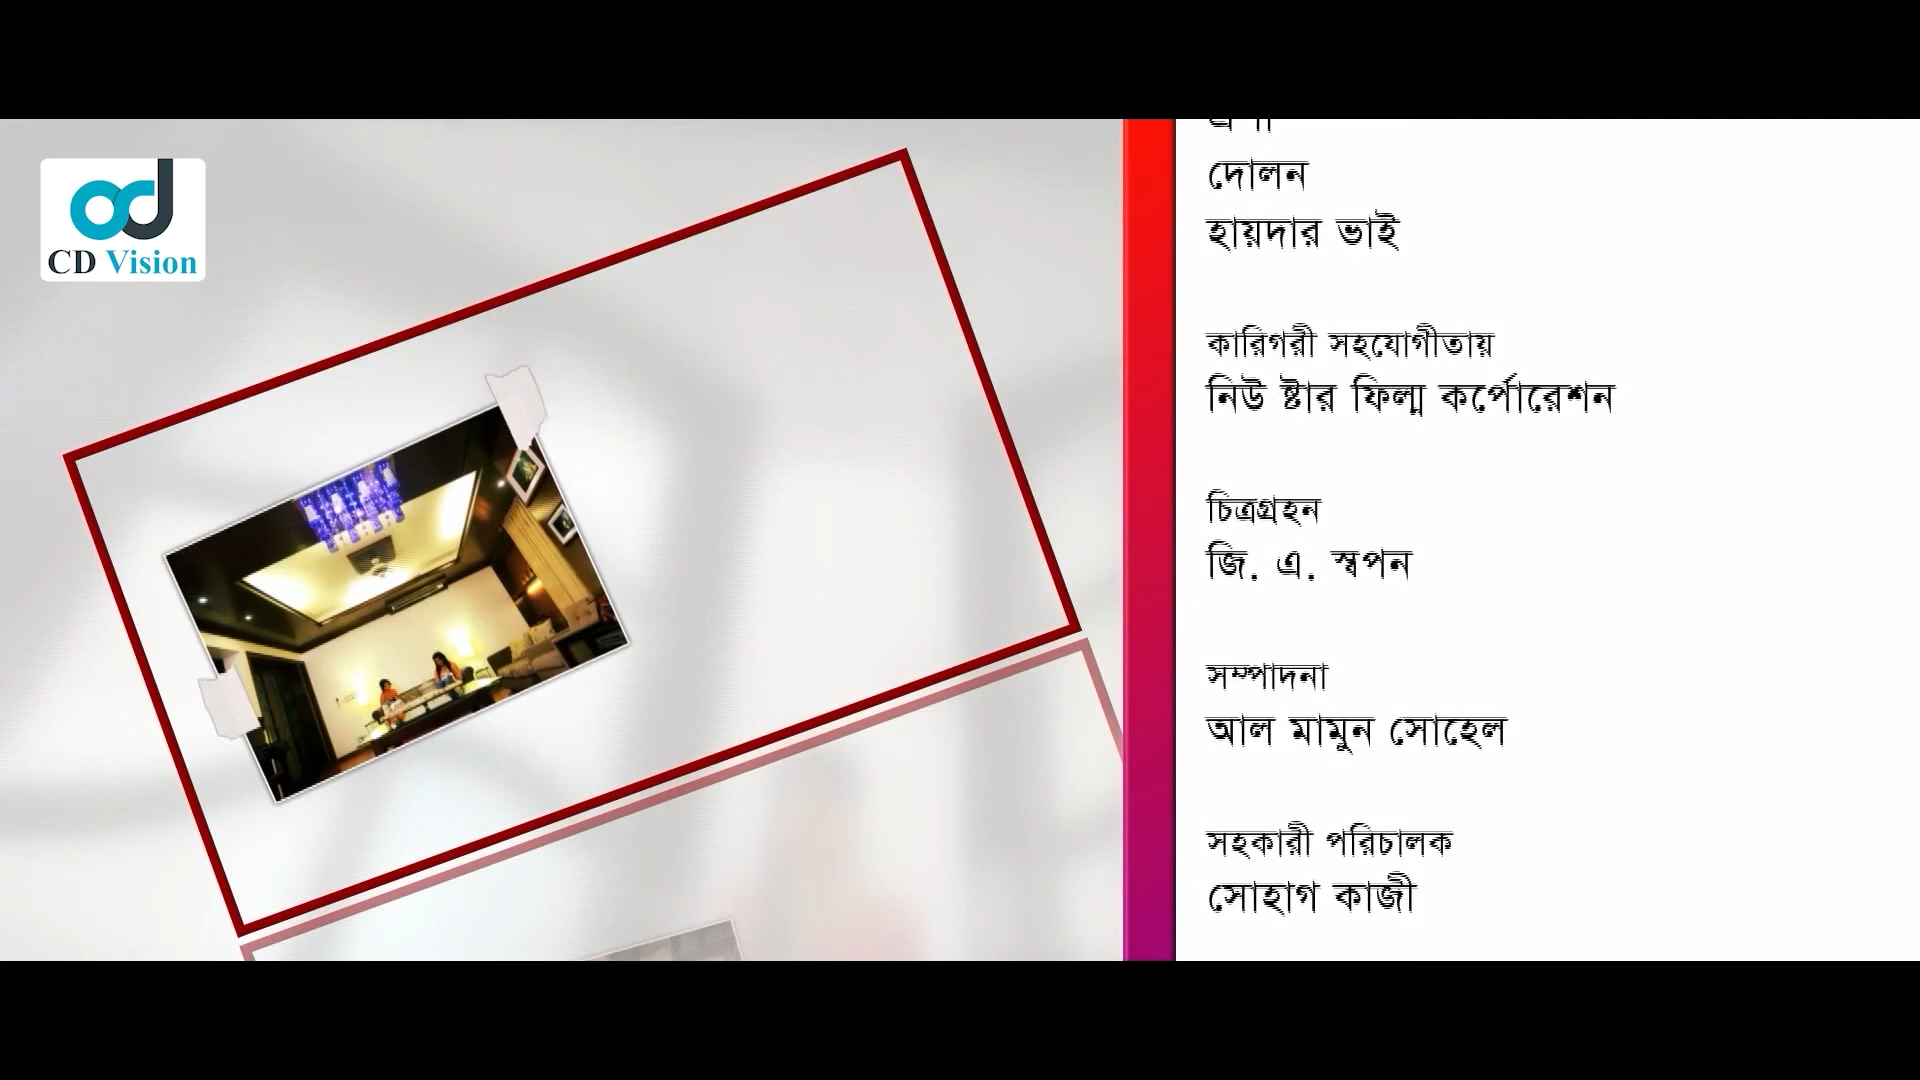 CD Vision
দোলন
হায়দার ভাই
কারিগরী সহযোগীতায়
নিউ ষ্টার ফিল্ম কর্পোরেশন
চিত্রগ্রহন
জি. এ. স্বপন
সম্পাদনা
আল মামুন সোহেল
সহকারী পরিচালক
সোহাগ কাজী